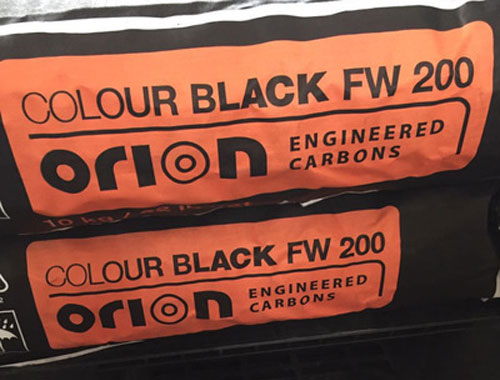 COLOUR BLACK FW 200
orion ENGINEERED
CARBONS
COLOUR BLACK FW 200
orion ENGINEERED
CARBONS